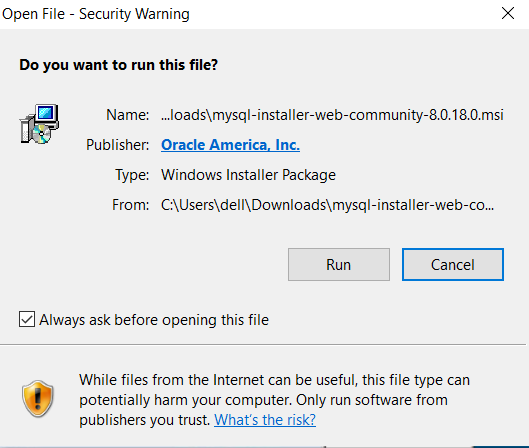 Open File - Security Warning
Do you want to run this file?
Name: ...loads\mysql-installer-web-community-8.0.18.0.msi
Publisher: Oracle America, Inc.
Type: Windows Installer Package
From: C:\Users\dell\Downloads\mysql-installer-web-co...
Run Cancel
Always ask before opening this file
While files from the Internet can be useful, this file type can
potentially harm your computer. Only run software from
publishers you trust. What's the risk?